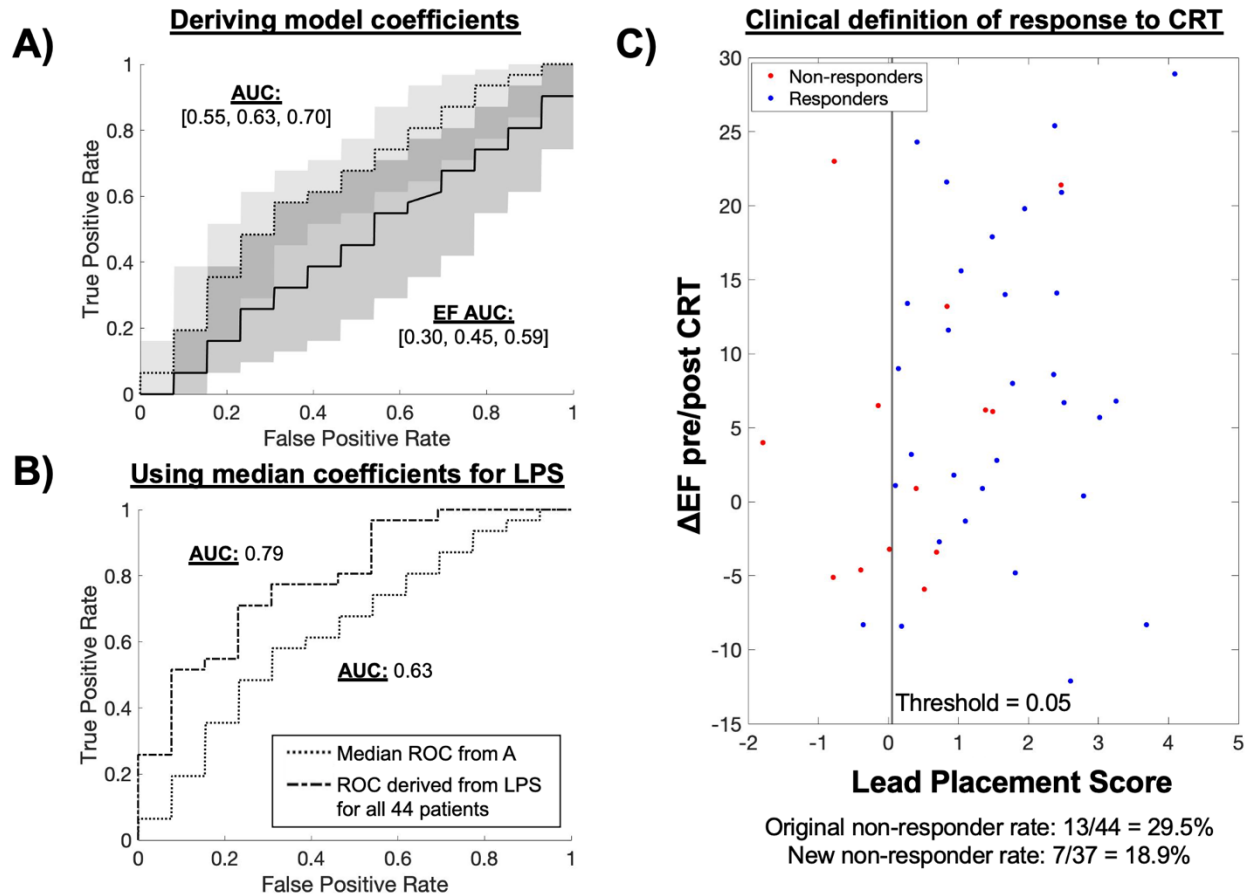 A)
Deriving model coefficients
1
0.8
0.6
0.4
0.2
0
True Positive Rate
AUC:
[0.55, 0.63, 0.70]
EF AUC:
[0.30, 0.45, 0.59]
0
0.2
0.4
0.6
0.8
1
False Positive Rate
B)
Using median coefficients for LPS
1
0.8
0.6
0.4
0.2
0
True Positive Rate
AUC: 0.79
AUC: 0.63
Median ROC from A
ROC derived from LPS
for all 44 patients
0
0.2
0.4
0.6
0.8
1
False Positive Rate
C)
Clinical definition of response to CRT
30
25
20
15
10
5
0
-5
-10
-15
ΔEF pre/post CRT
Non-responders
Responders
Threshold = 0.05
-2
-1
0
1
2
3
4
5
Lead Placement Score
Original non-responder rate: 13/44 = 29.5%
New non-responder rate: 7/37 = 18.9%